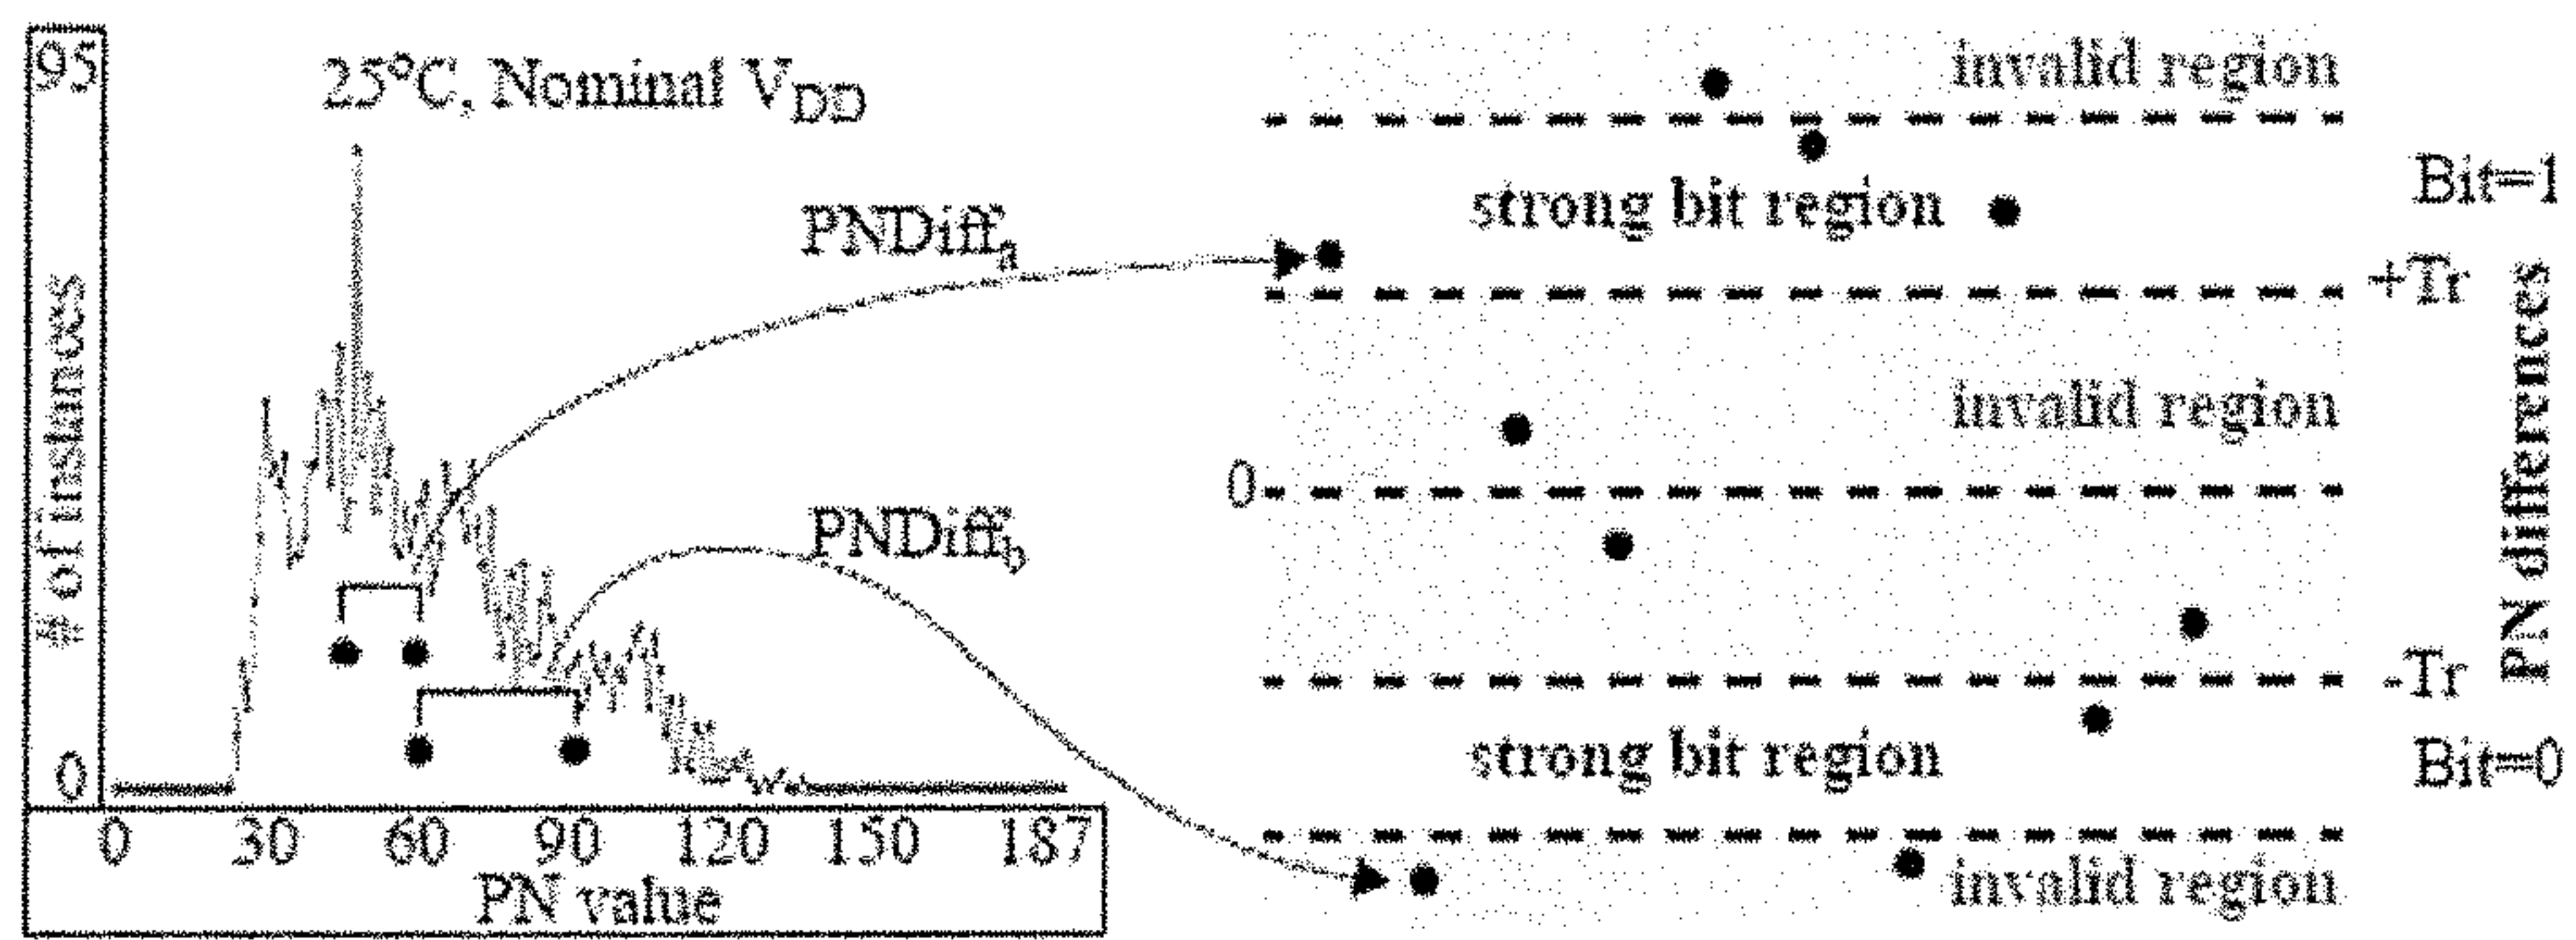 95
# of instances
0
25°C, Nominal VDD
PNDiffa
PNDiffb
0 30 60 90 120 150 187
PN value
invalid region
strong bit region
Bit=1
+Tr
invalid region
0
PN differences
-Tr
strong bit region
Bit=0
invalid region